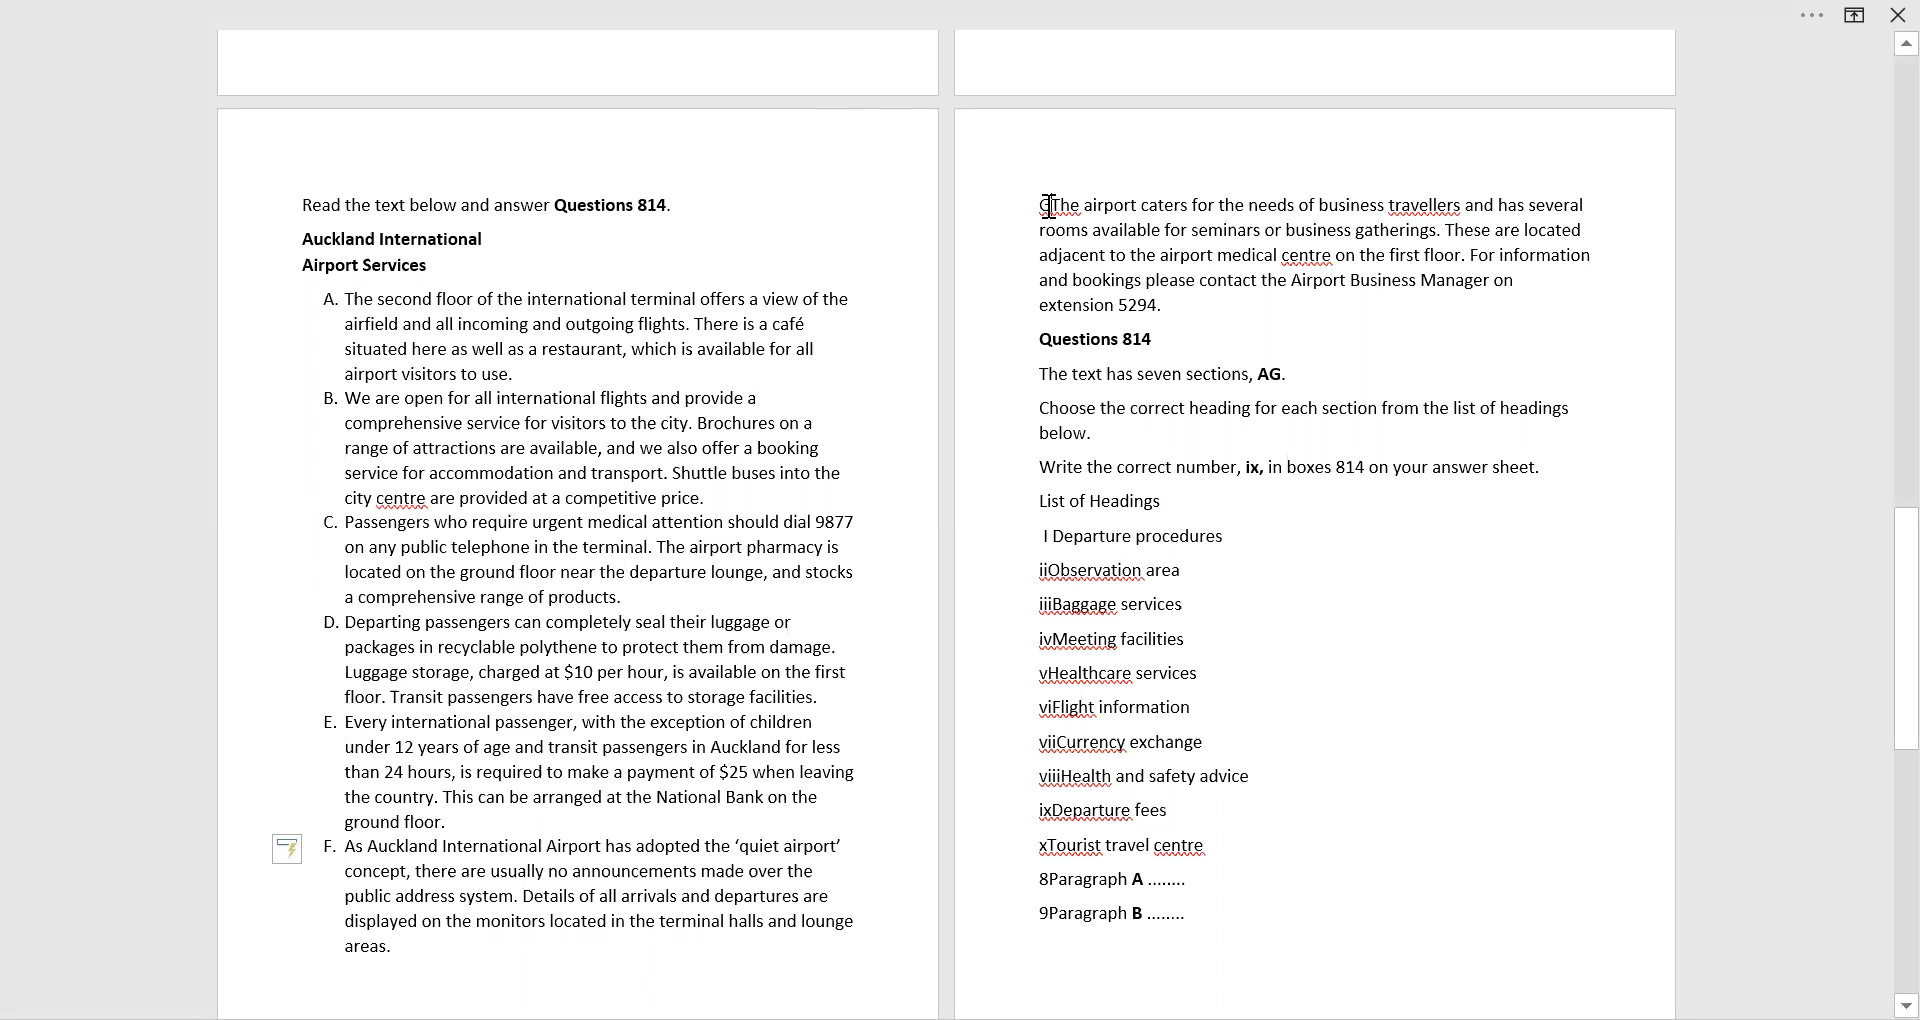 Read the text below and answer Questions 814.
Auckland International
Airport Services
A. The second floor of the international terminal offers a view of the
airfield and all incoming and outgoing flights. There is a café
situated here as well as a restaurant, which is available for all
airport visitors to use.
B. We are open for all international flights and provide a
comprehensive service for visitors to the city. Brochures on a
range of attractions are available, and we also offer a booking
service for accommodation and transport. Shuttle buses into the
city centre are provided at a competitive price.
C. Passengers who require urgent medical attention should dial 9877
on any public telephone in the terminal. The airport pharmacy is
located on the ground floor near the departure lounge, and stocks
a comprehensive range of products.
D. Departing passengers can completely seal their luggage or
packages in recyclable polythene to protect them from damage.
Luggage storage, charged at $10 per hour, is available on the first
floor. Transit passengers have free access to storage facilities.
E. Every international passenger, with the exception of children
under 12 years of age and transit passengers in Auckland for less
than 24 hours, is required to make a payment of $25 when leaving
the country. This can be arranged at the National Bank on the
ground floor.
F. As Auckland International Airport has adopted the ‘quiet airport’
concept, there are usually no announcements made over the
public address system. Details of all arrivals and departures are
displayed on the monitors located in the terminal halls and lounge
areas.
GThe airport caters for the needs of business travellers and has several
rooms available for seminars or business gatherings. These are located
adjacent to the airport medical centre on the first floor. For information
and bookings please contact the Airport Business Manager on
extension 5294.
Questions 814
The text has seven sections, AG.
Choose the correct heading for each section from the list of headings
below.
Write the correct number, ix, in boxes 814 on your answer sheet.
List of Headings
I Departure procedures
iiObservation area
iiiBaggage services
ivMeeting facilities
vHealthcare services
viFlight information
viiCurrency exchange
viiiHealth and safety advice
ixDeparture fees
xTourist travel centre
8Paragraph A ........
9Paragraph B ........